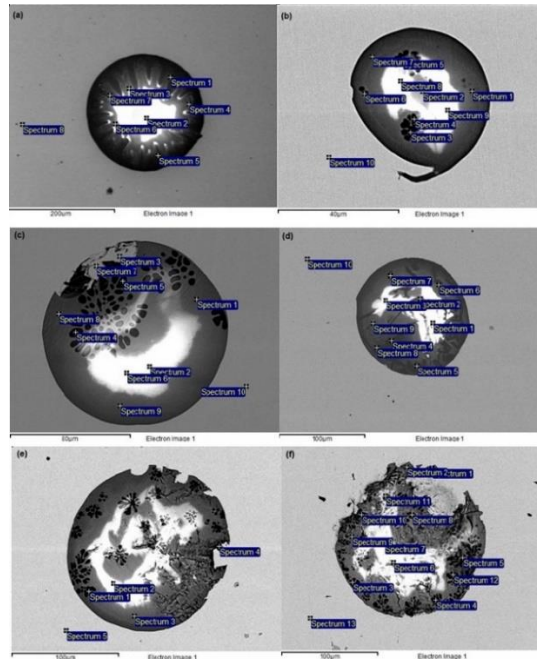 (a)
Spectrum 1
Spectrum 3
Spectrum 7
Spectrum 4
Spectrum 2
Spectrum 8
Spectrum 6
Spectrum 5
200µm
Electron Image 1
(b)
Spectrum 7
Spectrum 5
Spectrum 8
Spectrum 1
Spectrum 6
Spectrum 2
Spectrum 9
Spectrum 4
Spectrum 3
Spectrum 10
40µm
Electron Image 1
(c)
Spectrum 3
Spectrum 7
Spectrum 5
Spectrum 1
Spectrum 8
Spectrum 4
Spectrum 2
Spectrum 6
Spectrum 10
Spectrum 9
Electron Image 1
(d)
Spectrum 10
Spectrum 7
Spectrum 6
Spectrum 2
Spectrum 9
Spectrum 1
Spectrum 4
Spectrum 8
Spectrum 5
100µm
Electron Image 1
(e)
Spectrum 4
Spectrum 2
Spectrum 1
Spectrum 3
Spectrum 5
100µm
Electron Image 1
(f)
Spectrum 2
Spectrum 11
Spectrum 8
Spectrum 9
Spectrum 7
Spectrum 5
Spectrum 6
Spectrum 12
Spectrum 3
Spectrum 4
Spectrum 13
100µm
Electron Image 1